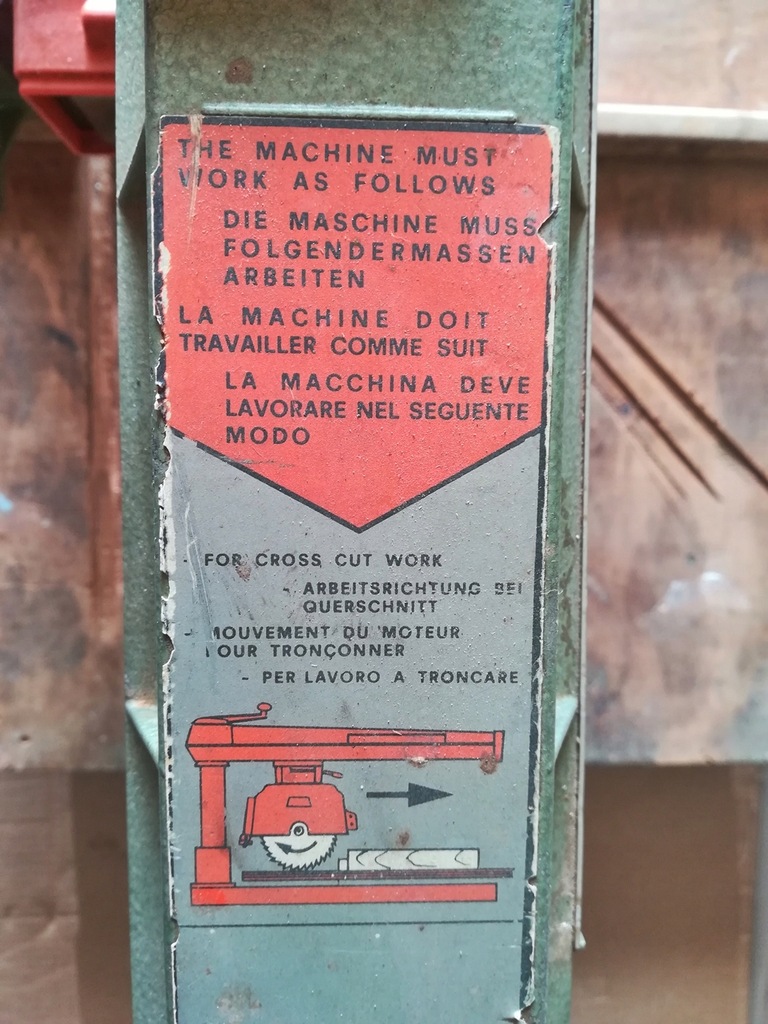 THE MACHINE MUST
WORK AS FOLLOWS
DIE MASCHINE MUSS
FOLGENDERMASSEN
ARBEITEN
LA MACHINE DOIT
TRAVAILLER COMME SUIT
LA MACCHINA DEVE
LAVORARE NEL SEGUENTE
MODO
- FOR CROSS CUT WORK
- ARBEITSRICHTUNG BEI
QUERSCHNITT
- MOUVEMENT DU MOTEUR
POUR TRONÇONNER
- PER LAVORO A TRONCARE